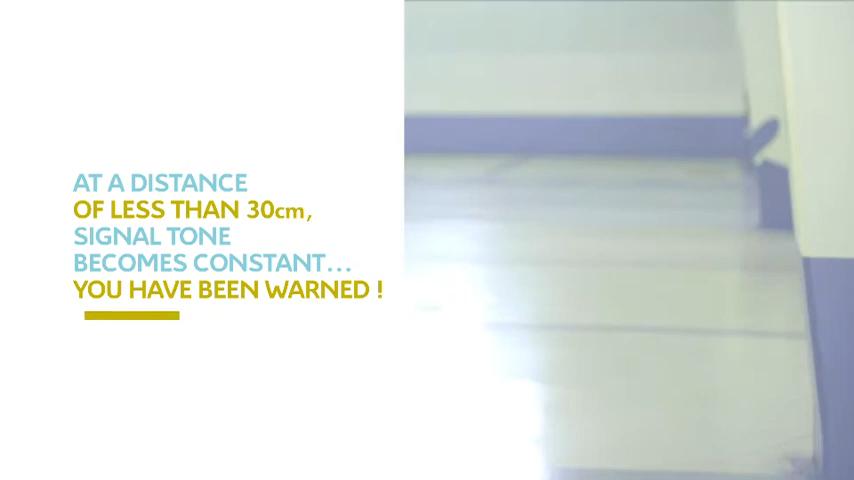 AT A DISTANCE
OF LESS THAN 30cm,
SIGNAL TONE
BECOMES CONSTANT...
YOU HAVE BEEN WARNED !